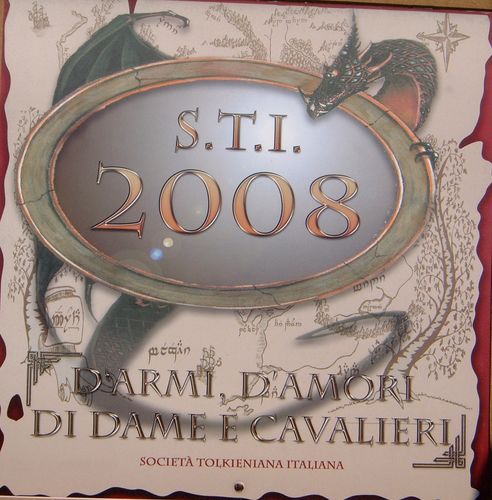 S.T.I.
2008
D'ARMI, D'AMORI
DI DAME E CAVALIERI
SOCIETÀ TOLKIENIANA ITALIANA